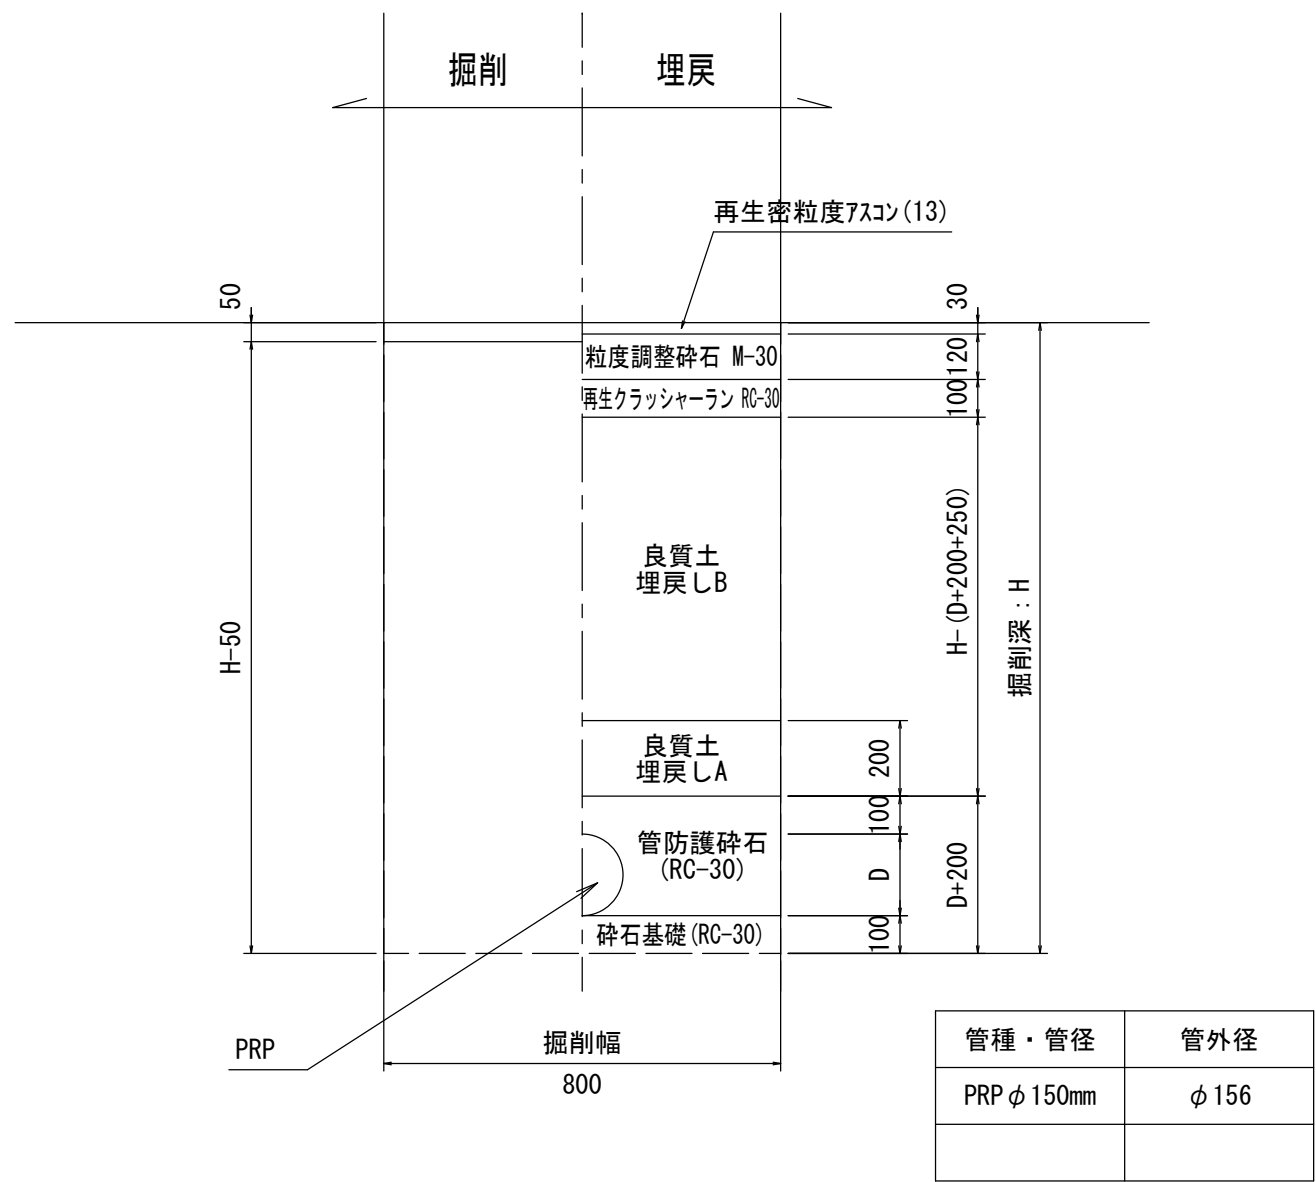 掘削
埋戻
再生密粒度アスコン(13)
50
30
粒度調整砕石 M-30
120
再生クラッシャーラン RC-30
100
H-50
良質土
埋戻しB
H-(D+200+250)
掘削深:H
良質土
埋戻しA
200
100
管防護砕石
(RC-30)
D
D+200
砕石基礎(RC-30)
100
PRP
掘削幅
800
管種・管径 管外径
PRPφ150mm φ156